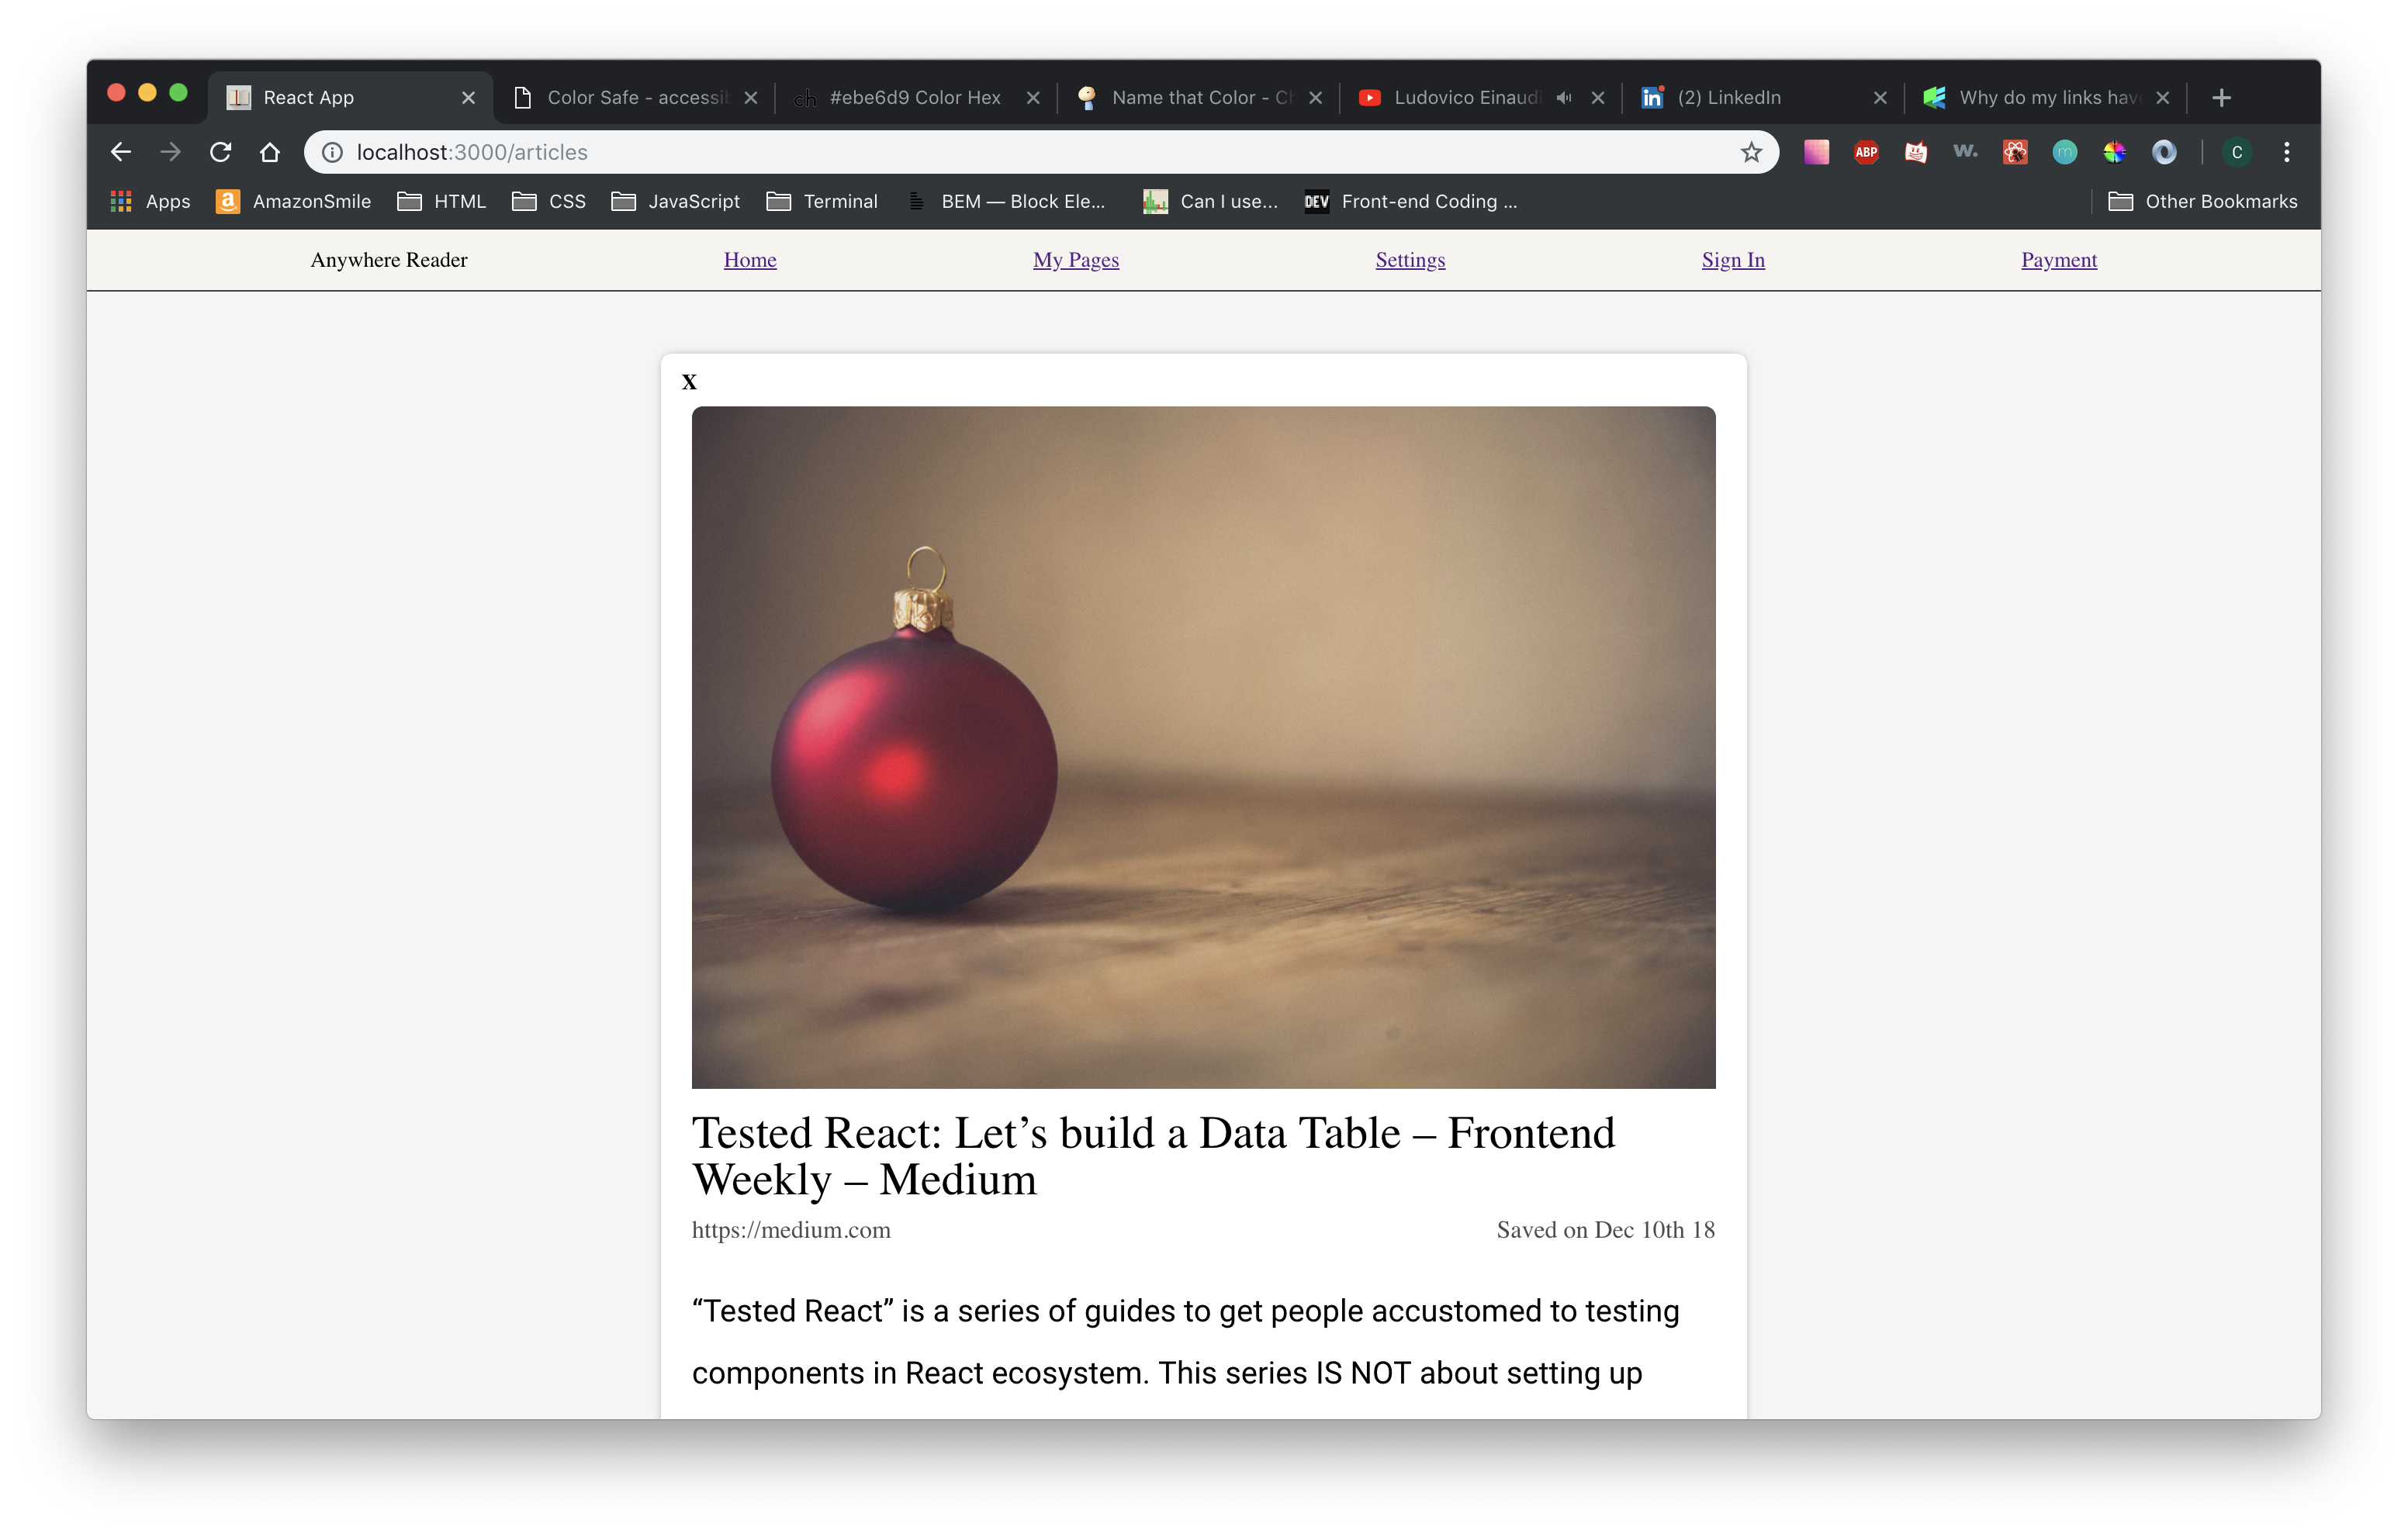 React App
Color Safe - accessib
ch #ebe6d9 Color Hex
Name that Color - Ch
Ludovico Einaudi
in (2) LinkedIn
Why do my links hav
localhost:3000/articles
ABP
w.
m
C
Apps
a AmazonSmile
HTML
CSS
JavaScript
Terminal
BEM — Block Ele...
Can I use...
DEV Front-end Coding ...
Other Bookmarks
Anywhere Reader
Home
My Pages
Settings
Sign In
Payment
X
Tested React: Let’s build a Data Table – Frontend
Weekly – Medium
https://medium.com
Saved on Dec 10th 18
“Tested React” is a series of guides to get people accustomed to testing
components in React ecosystem. This series IS NOT about setting up